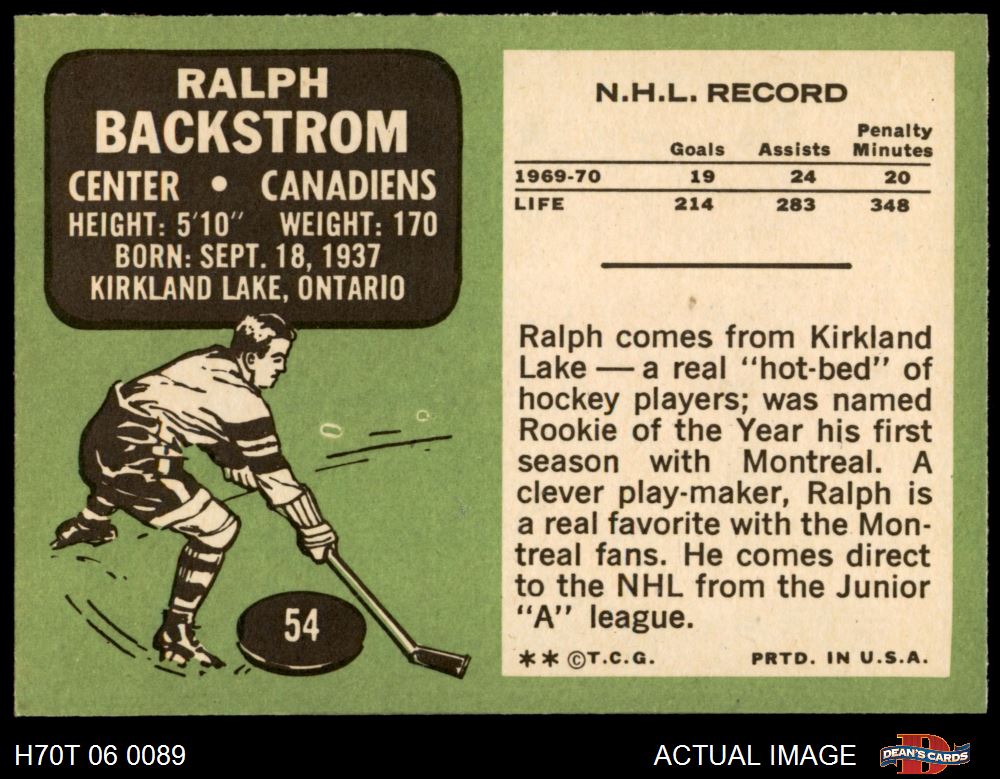 RALPH
BACKSTROM
CENTER • CANADIENS
HEIGHT: 5'10" WEIGHT: 170
BORN: SEPT. 18, 1937
KIRKLAND LAKE, ONTARIO
54
N.H.L. RECORD
Goals Assists Penalty Minutes
1969-70 19 24 20
LIFE 214 283 348
Ralph comes from Kirkland
Lake — a real "hot-bed" of
hockey players; was named
Rookie of the Year his first
season with Montreal. A
clever play-maker, Ralph is
a real favorite with the Mon-
treal fans. He comes direct
to the NHL from the Junior
"A" league.
** ©T.C.G. PRTD. IN U.S.A.
H70T 06 0089 ACTUAL IMAGE DEAN'S CARDS